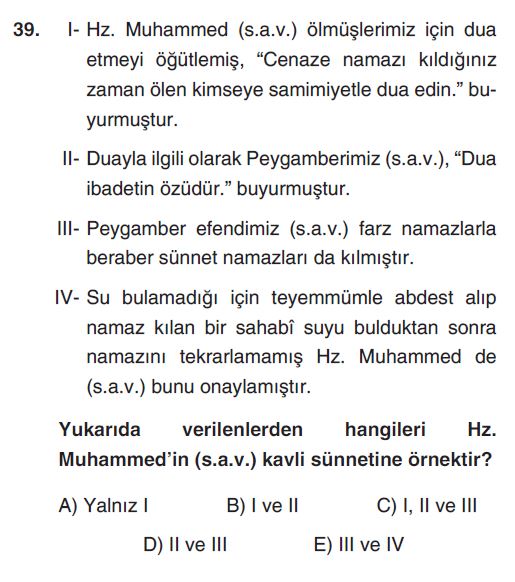 39. I- Hz. Muhammed (s.a.v.) ölmüşlerimiz için dua
etmeyi öğütlemiş, “Cenaze namazı kıldığınız
zaman ölen kimseye samimiyetle dua edin.” bu-
yurmuştur.
II- Duayla ilgili olarak Peygamberimiz (s.a.v.), “Dua
ibadetin özüdür.” buyurmuştur.
III- Peygamber efendimiz (s.a.v.) farz namazlarla
beraber sünnet namazları da kılmıştır.
IV- Su bulamadığı için teyemmümle abdest alıp
namaz kılan bir sahabî suyu bulduktan sonra
namazını tekrarlamamış Hz. Muhammed de
(s.a.v.) bunu onaylamıştır.
Yukarıda verilenlerden hangileri Hz.
Muhammed’in (s.a.v.) kavli sünnetine örnektir?
A) Yalnız I B) I ve II C) I, II ve III
D) II ve III E) III ve IV